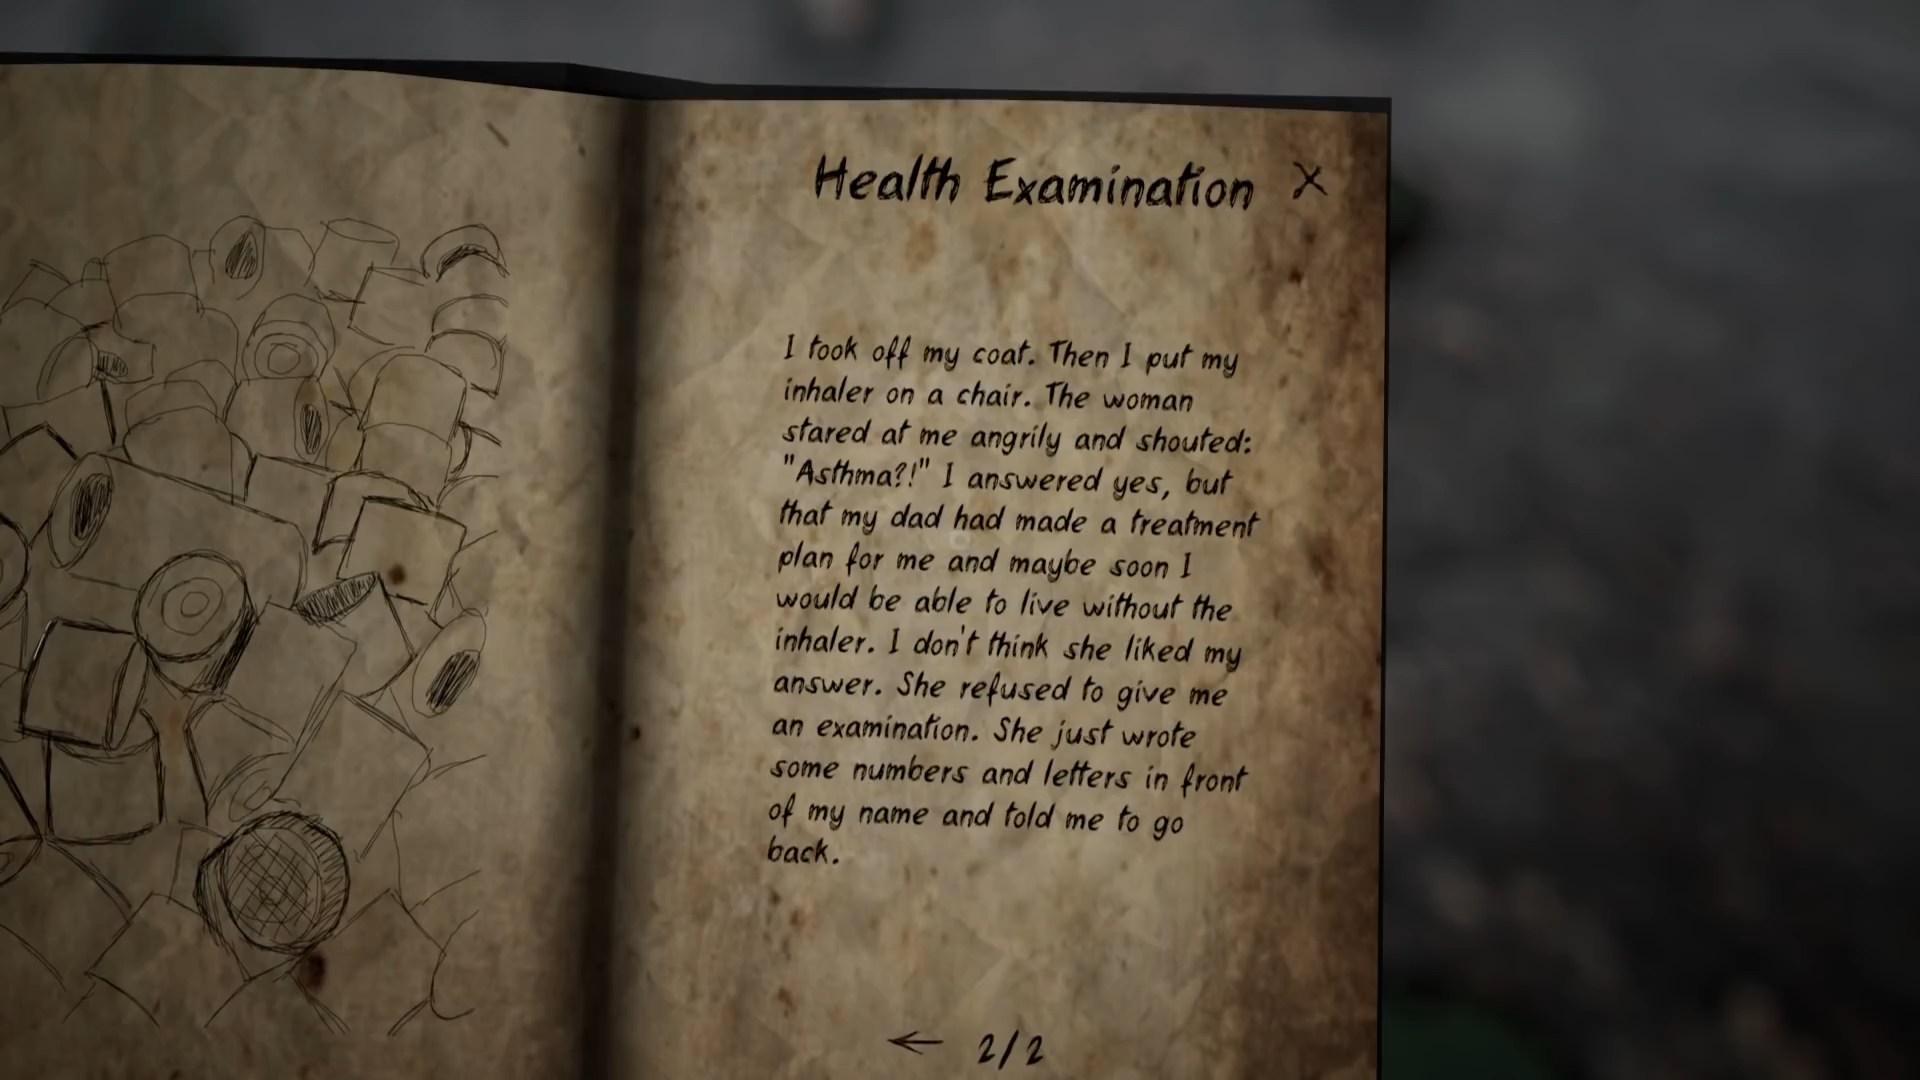 Health Examination X
I took off my coat. Then I put my
inhaler on a chair. The woman
stared at me angrily and shouted:
"Asthma?!" I answered yes, but
that my dad had made a treatment
plan for me and maybe soon I
would be able to live without the
inhaler. I don't think she liked my
answer. She refused to give me
an examination. She just wrote
some numbers and letters in front
of my name and told me to go
back.
← 2/2